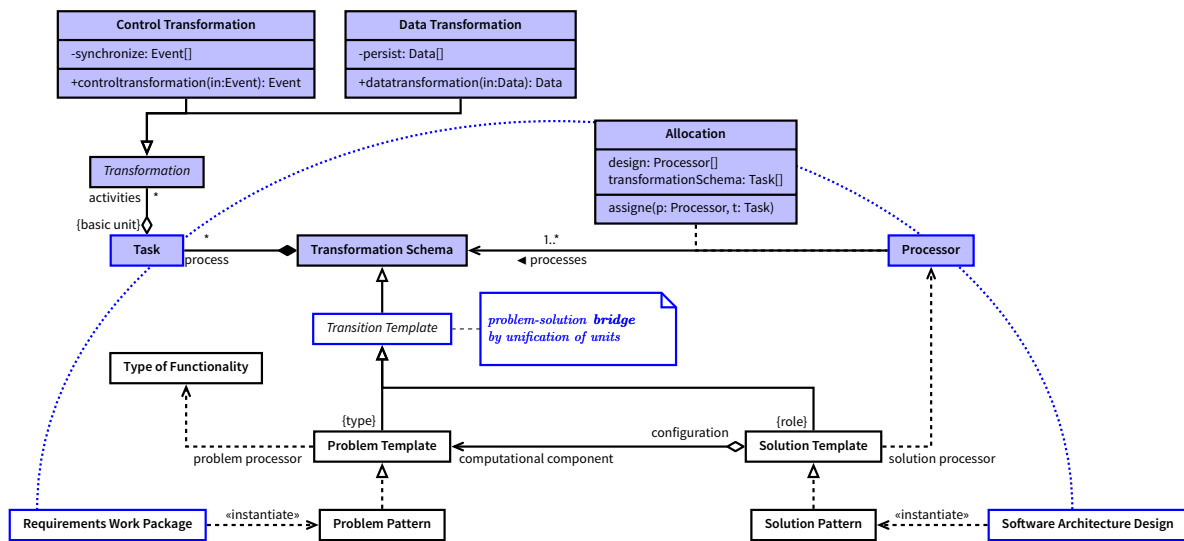 Control Transformation
-synchronize: Event[]
+controltransformation(in:Event): Event
Data Transformation
-persist: Data[]
+datatransformation(in:Data): Data
Allocation
design: Processor[]
transformationSchema: Task[]
assigne(p: Processor, t: Task)
Transformation
activities
*
{basic unit}
Task
*
process
Transformation Schema
1..*
◄ processes
Processor
Transition Template
problem-solution bridge
by unification of units
Type of Functionality
{type}
{role}
Problem Template
problem processor
configuration
computational component
Solution Template
solution processor
Requirements Work Package
«instantiate»
Problem Pattern
Solution Pattern
«instantiate»
Software Architecture Design